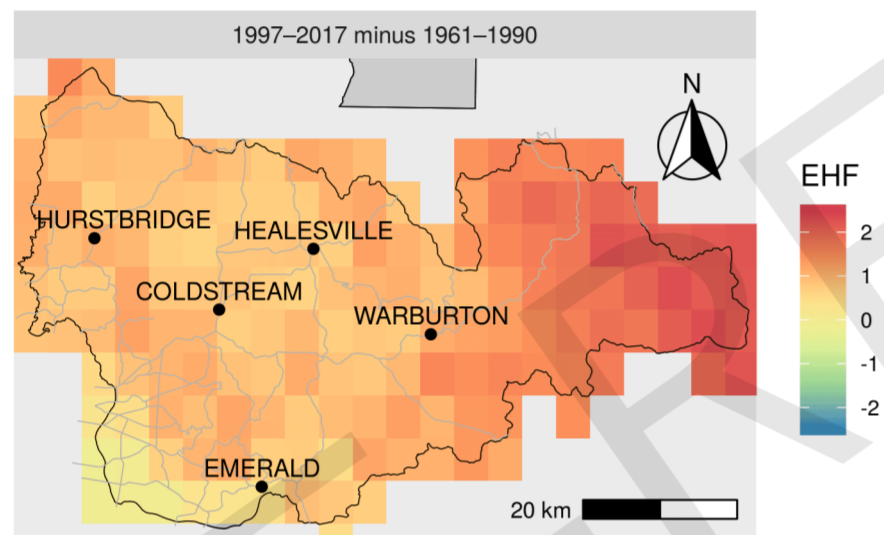 1997–2017 minus 1961–1990
N
EHF
HURSTBRIDGE
HEALESVILLE
COLDSTREAM
WARBURTON
EMERALD
2
1
0
-1
-2
20 km